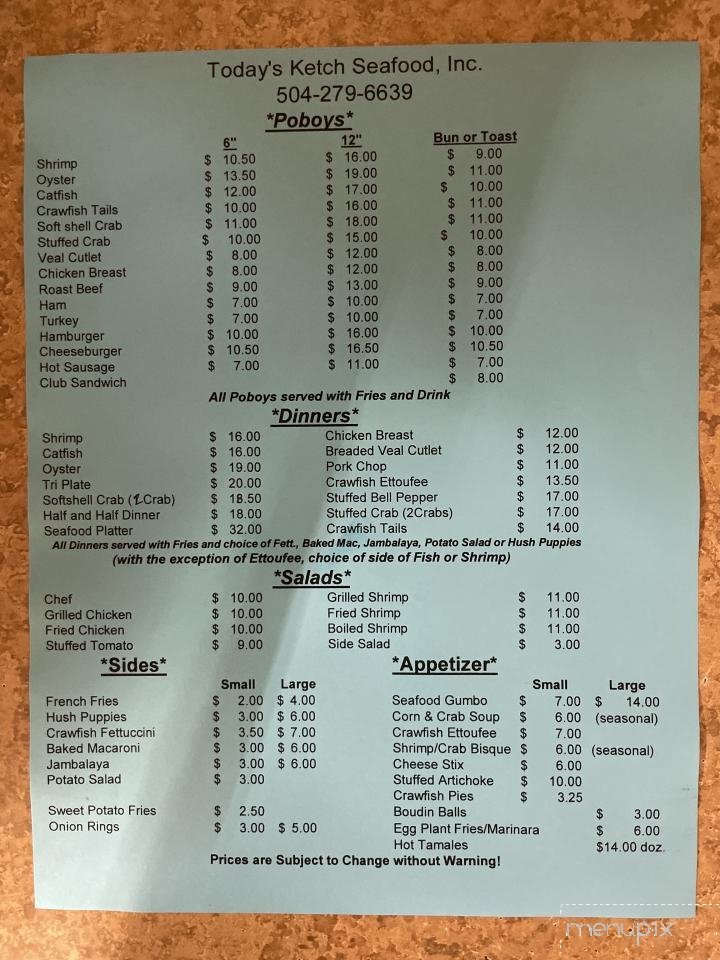 Today's Ketch Seafood, Inc.
504-279-6639
*Poboys*
6" 12" Bun or Toast
Shrimp $ 10.50 $ 16.00 $ 9.00
Oyster $ 13.50 $ 19.00 $ 11.00
Catfish $ 12.00 $ 17.00 $ 10.00
Crawfish Tails $ 10.00 $ 16.00 $ 11.00
Soft shell Crab $ 11.00 $ 18.00 $ 11.00
Stuffed Crab $ 10.00 $ 15.00 $ 10.00
Veal Cutlet $ 8.00 $ 12.00 $ 8.00
Chicken Breast $ 8.00 $ 12.00 $ 8.00
Roast Beef $ 9.00 $ 13.00 $ 9.00
Ham $ 7.00 $ 10.00 $ 7.00
Turkey $ 7.00 $ 10.00 $ 7.00
Hamburger $ 10.00 $ 16.00 $ 10.00
Cheeseburger $ 10.50 $ 16.50 $ 10.50
Hot Sausage $ 7.00 $ 11.00 $ 7.00
Club Sandwich $ 8.00
All Poboys served with Fries and Drink
*Dinners*
Shrimp $ 16.00 Chicken Breast $ 12.00
Catfish $ 16.00 Breaded Veal Cutlet $ 12.00
Oyster $ 19.00 Pork Chop $ 11.00
Tri Plate $ 20.00 Crawfish Ettoufee $ 13.50
Softshell Crab (2Crab) $ 18.50 Stuffed Bell Pepper $ 17.00
Half and Half Dinner $ 18.00 Stuffed Crab (2Crabs) $ 17.00
Seafood Platter $ 32.00 Crawfish Tails $ 14.00
All Dinners served with Fries and choice of Fett., Baked Mac, Jambalaya, Potato Salad or Hush Puppies
(with the exception of Ettoufee, choice of side of Fish or Shrimp)
*Salads*
Chef $ 10.00 Grilled Shrimp $ 11.00
Grilled Chicken $ 10.00 Fried Shrimp $ 11.00
Fried Chicken $ 10.00 Boiled Shrimp $ 11.00
Stuffed Tomato $ 9.00 Side Salad $ 3.00
*Sides* *Appetizer*
Small Large Small Large
French Fries $ 2.00 $ 4.00 Seafood Gumbo $ 7.00 $ 14.00
Hush Puppies $ 3.00 $ 6.00 Corn & Crab Soup $ 6.00 (seasonal)
Crawfish Fettuccini $ 3.50 $ 7.00 Crawfish Ettoufee $ 7.00
Baked Macaroni $ 3.00 $ 6.00 Shrimp/Crab Bisque $ 6.00 (seasonal)
Jambalaya $ 3.00 $ 6.00 Cheese Stix $ 6.00
Potato Salad $ 3.00 Stuffed Artichoke $ 10.00
Crawfish Pies $ 3.25
Sweet Potato Fries $ 2.50 Boudin Balls $ 3.00
Onion Rings $ 3.00 $ 5.00 Egg Plant Fries/Marinara $ 6.00
Hot Tamales $14.00 doz.
Prices are Subject to Change without Warning!
menupix